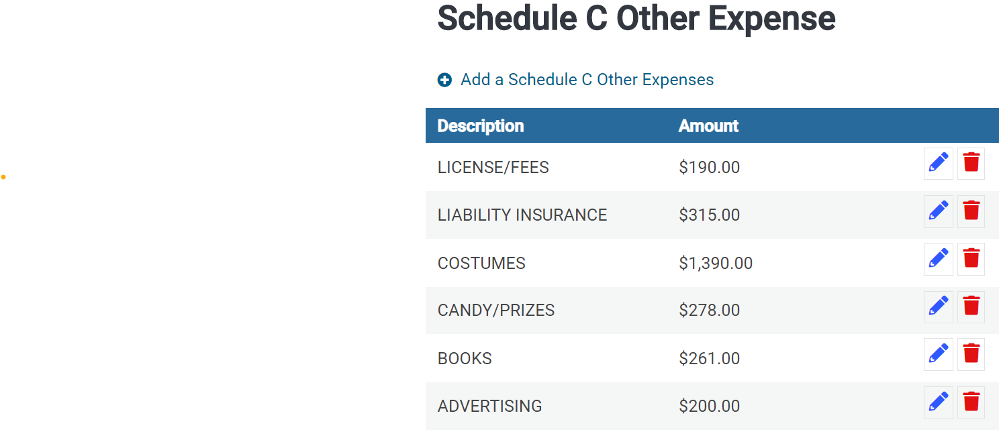 Schedule C Other Expense
Add a Schedule C Other Expenses
Description Amount
LICENSE/FEES $190.00
LIABILITY INSURANCE $315.00
COSTUMES $1,390.00
CANDY/PRIZES $278.00
BOOKS $261.00
ADVERTISING $200.00